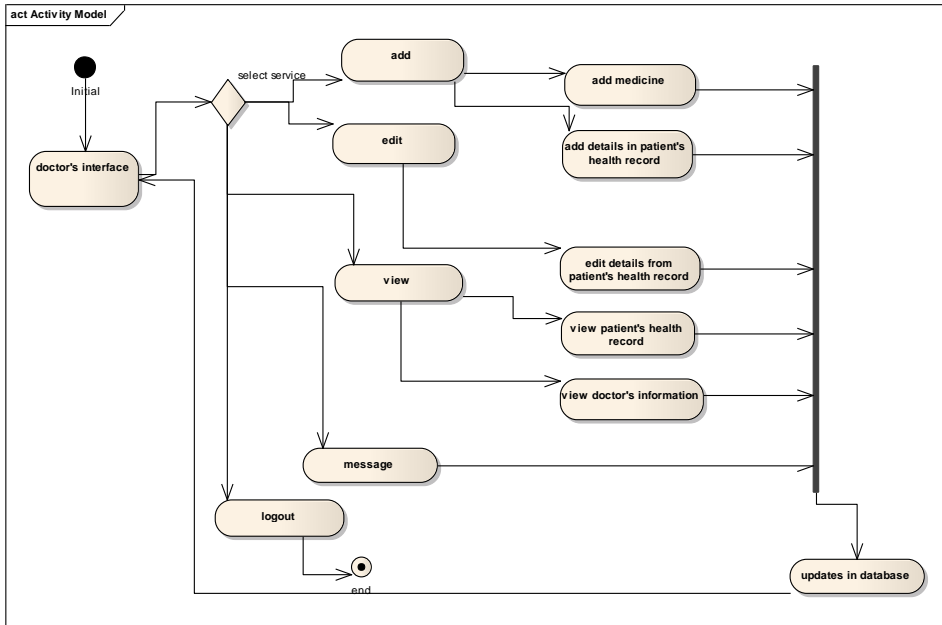 act Activity Model
Initial
select service
add
add medicine
edit
add details in patient's
health record
doctor's interface
edit details from
patient's health record
view
view patient's health
record
view doctor's information
message
logout
end
updates in database